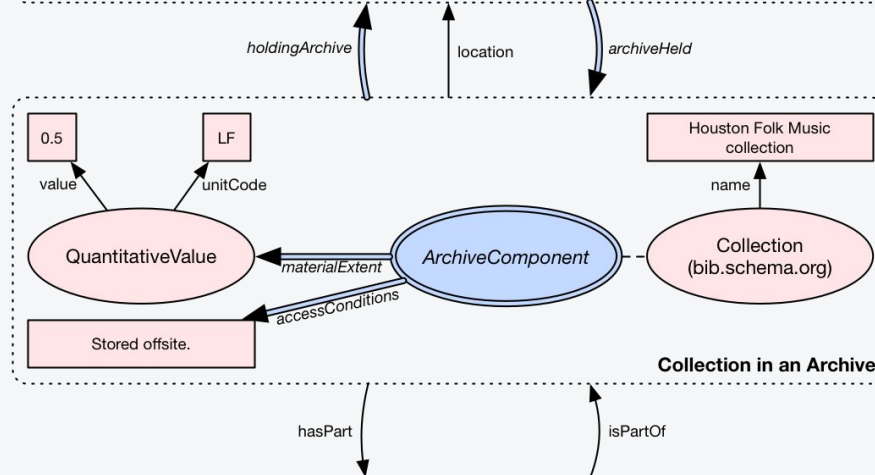 holdingArchive
location
archiveHeld
0.5
LF
Houston Folk Music
collection
value
unitCode
name
QuantitativeValue
materialExtent
ArchiveComponent
Collection
(bib.schema.org)
accessConditions
Stored offsite.
Collection in an Archive
hasPart
isPartOf